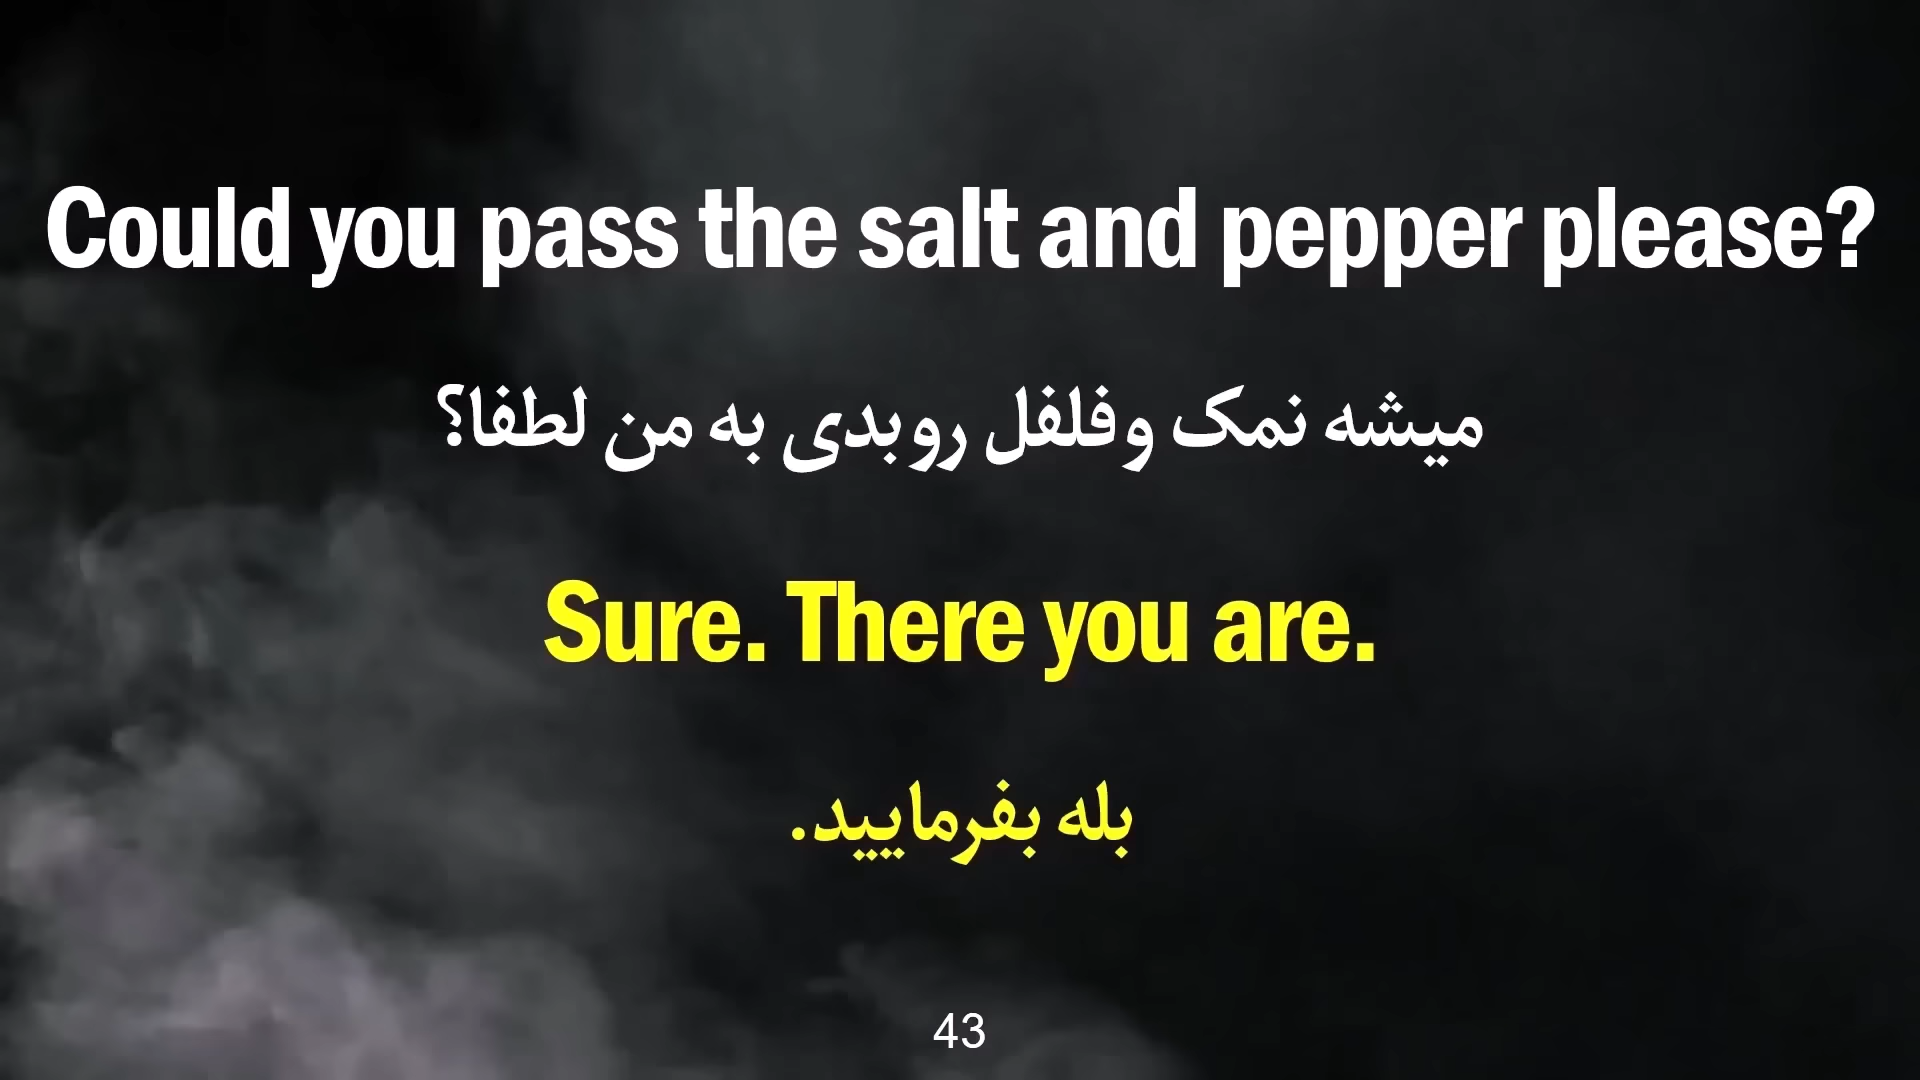 Could you pass the salt and pepper please?
میشه نمک وفلفل رو بدی به من لطفا؟
Sure. There you are.
بله بفرمایید.
43